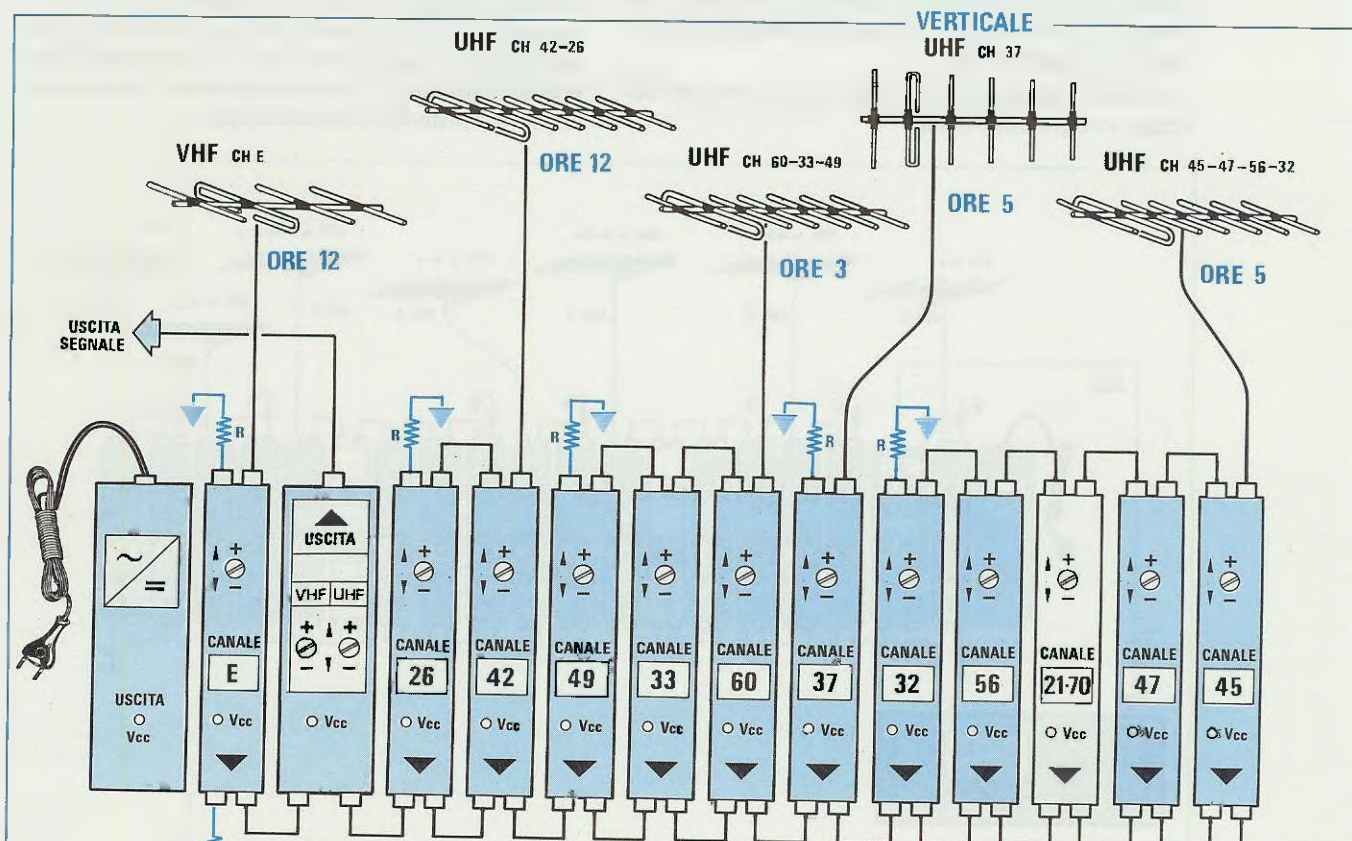 VERTICALE
UHF CH 42-26
UHF CH 37
VHF CH E
ORE 12
UHF CH 60-33-49
UHF CH 45-47-56-32
ORE 5
ORE 12
ORE 3
ORE 5
USCITA
SEGNALE
R
R
R
R
R
USCITA
VHF UHF
+ + + + + + + + + + + +
- - - - - - - - - - - -
+ +
- -
~
=
CANALE CANALE CANALE CANALE CANALE CANALE CANALE CANALE CANALE CANALE CANALE CANALE
E 26 42 49 33 60 37 32 56 21-70 47 45
USCITA
Vcc
Vcc Vcc Vcc Vcc Vcc Vcc Vcc Vcc Vcc Vcc Vcc Vcc Vcc